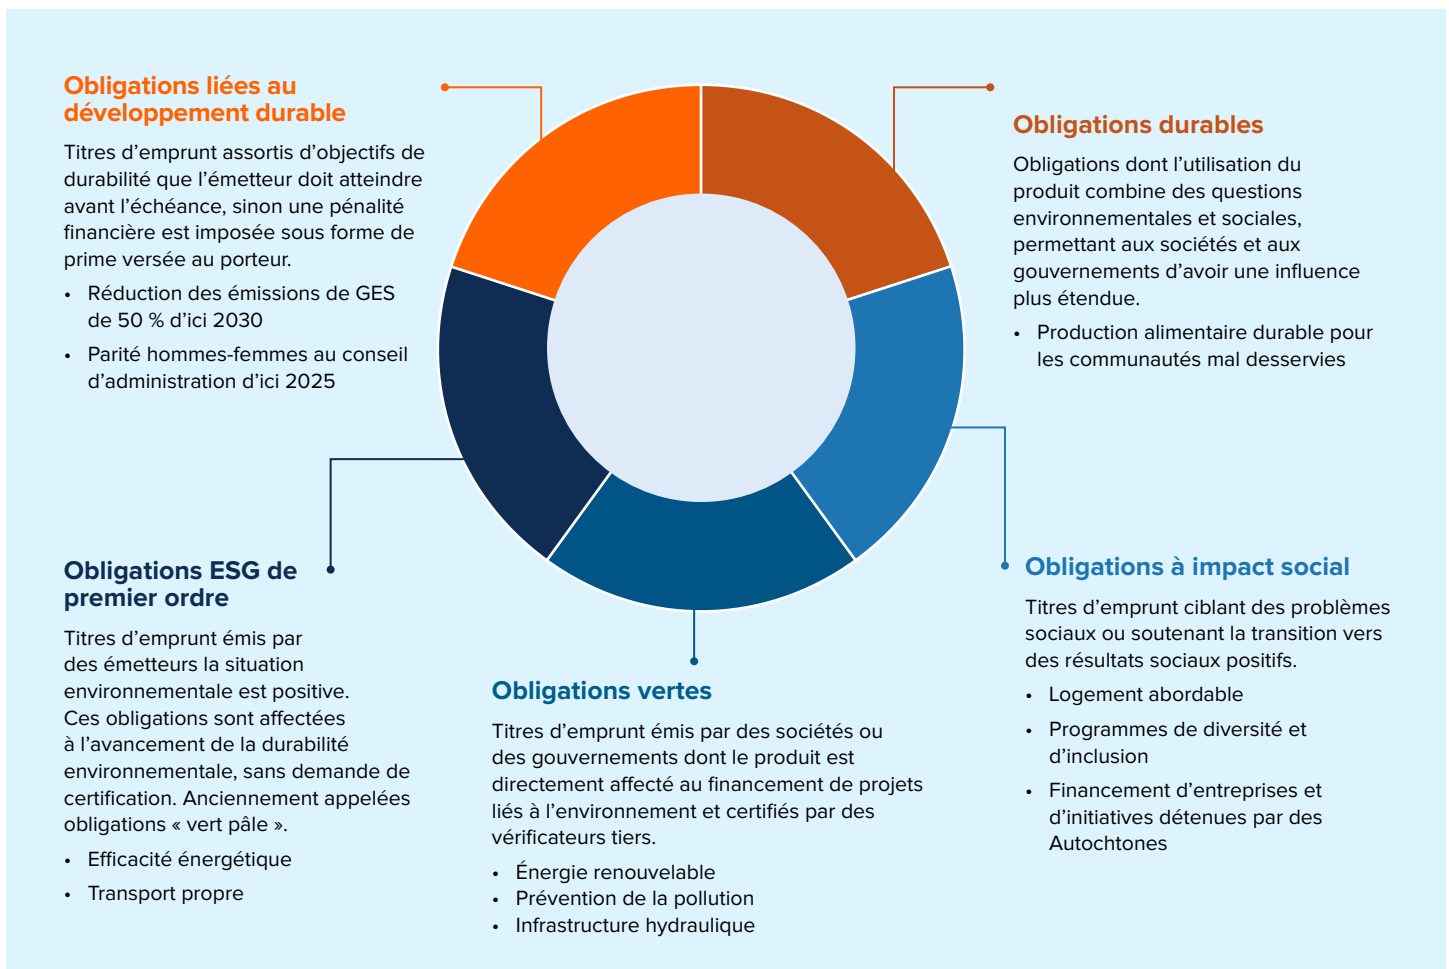 Obligations liées au
développement durable
Titres d’emprunt assortis d’objectifs de
durabilité que l’émetteur doit atteindre
avant l’échéance, sinon une pénalité
financière est imposée sous forme de
prime versée au porteur.
• Réduction des émissions de GES
de 50 % d’ici 2030
• Parité hommes-femmes au conseil
d’administration d’ici 2025
Obligations durables
Obligations dont l’utilisation du
produit combine des questions
environnementales et sociales,
permettant aux sociétés et aux
gouvernements d’avoir une influence
plus étendue.
• Production alimentaire durable pour
les communautés mal desservies
Obligations ESG de
premier ordre
Titres d’emprunt émis par
des émetteurs la situation
environnementale est positive.
Ces obligations sont affectées
à l’avancement de la durabilité
environnementale, sans demande de
certification. Anciennement appelées
obligations « vert pâle ».
• Efficacité énergétique
• Transport propre
Obligations vertes
Titres d’emprunt émis par des sociétés ou
des gouvernements dont le produit est
directement affecté au financement de projets
liés à l’environnement et certifiés par des
vérificateurs tiers.
• Énergie renouvelable
• Prévention de la pollution
• Infrastructure hydraulique
Obligations à impact social
Titres d’emprunt ciblant des problèmes
sociaux ou soutenant la transition vers
des résultats sociaux positifs.
• Logement abordable
• Programmes de diversité et
d’inclusion
• Financement d’entreprises et
d’initiatives détenues par des
Autochtones